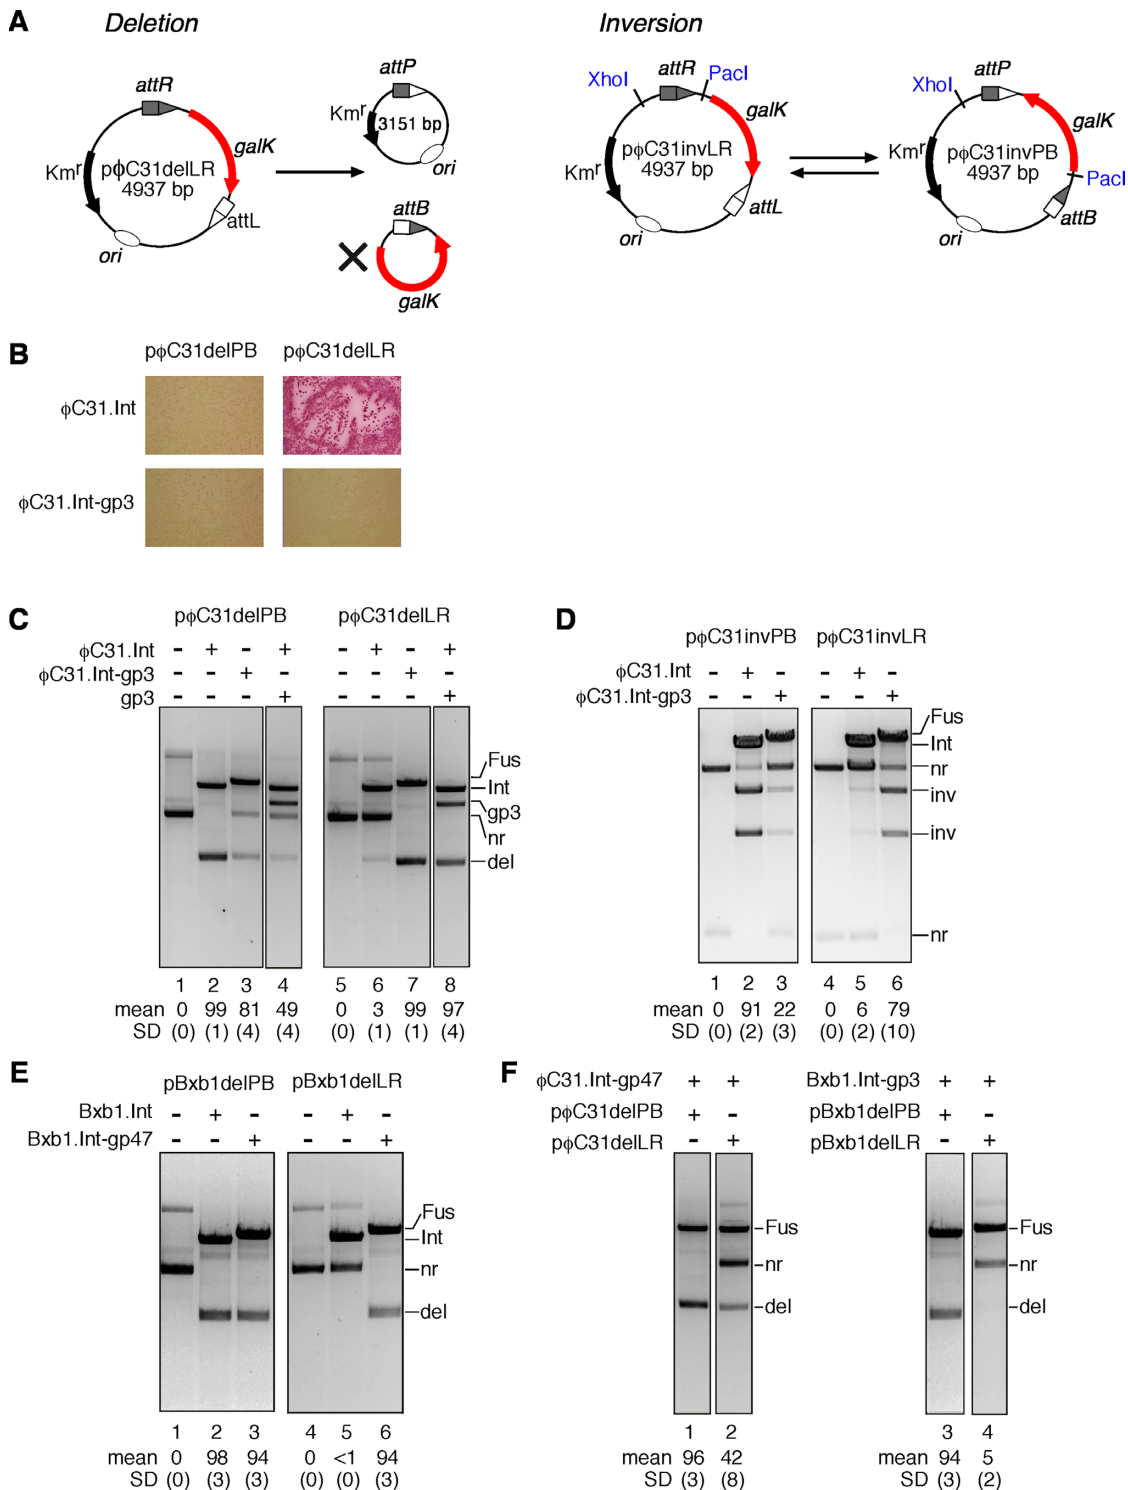 A
Deletion
Inversion
attR
galK
Kmr
pϕC31delLR
4937 bp
attL
ori
attP
Kmr
3151 bp
ori
attB
galK
XhoI
attR
PacI
galK
Kmr
pϕC31invLR
4937 bp
attL
ori
attP
XhoI
galK
Kmr
pϕC31invPB
4937 bp
PacI
attB
ori
B
pϕC31delPB pϕC31delLR
ϕC31.Int
ϕC31.Int-gp3
C
pϕC31delPB pϕC31delLR
ϕC31.Int - + - + - + - +
ϕC31.Int-gp3 - - + - - - + -
gp3 - - - + - - - +
Fus
Int
gp3
nr
del
1 2 3 4 5 6 7 8
mean 0 99 81 49 0 3 99 97
SD (0) (1) (4) (4) (0) (1) (1) (4)
D
pϕC31invPB pϕC31invLR
ϕC31.Int - + - - + -
ϕC31.Int-gp3 - - + - - +
Fus
Int
nr
inv
inv
nr
1 2 3 4 5 6
mean 0 91 22 0 6 79
SD (0) (2) (3) (0) (2) (10)
E
pBxb1delPB pBxb1delLR
Bxb1.Int - + - - + -
Bxb1.Int-gp47 - - + - - +
Fus
Int
nr
del
1 2 3 4 5 6
mean 0 98 94 0 <1 94
SD (0) (3) (3) (0) (0) (3)
F
ϕC31.Int-gp47 + +
pϕC31delPB + -
pϕC31delLR - +
Fus
nr
del
1 2
mean 96 42
SD (3) (8)
Bxb1.Int-gp3 + +
pBxb1delPB + -
pBxb1delLR - +
Fus
nr
del
3 4
mean 94 5
SD (3) (2)